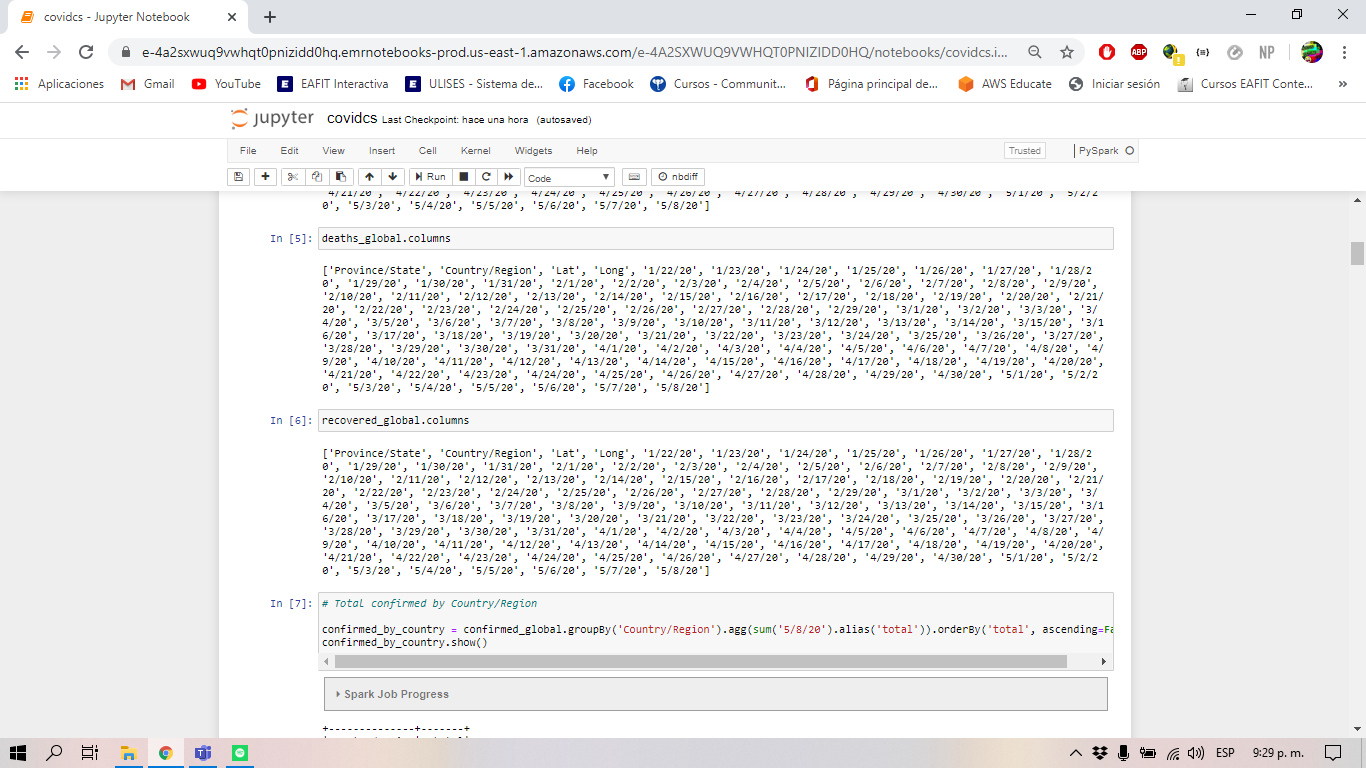 covidcs - Jupyter Notebook
e-4a2sxwuq9vwhqt0pnizidd0hq.emrnotebooks-prod.us-east-1.amazonaws.com/e-4A2SXWUQ9VWHQT0PNIZIDD0HQ/notebooks/covidcs.i...
ABP
NP
Aplicaciones Gmail YouTube EAFIT Interactiva ULISES - Sistema de... Facebook Cursos - Communit... Página principal de... AWS Educate Iniciar sesión Cursos EAFIT Conte... »
jupyter covidcs Last Checkpoint: hace una hora (autosaved)
File Edit View Insert Cell Kernel Widgets Help Trusted PySpark
Run Code nbdiff
'4/21/20', '4/22/20', '4/23/20', '4/24/20', '4/25/20', '4/26/20', '4/27/20', '4/28/20', '4/29/20', '4/30/20', '5/1/20', '5/2/2
0', '5/3/20', '5/4/20', '5/5/20', '5/6/20', '5/7/20', '5/8/20']
In [5]: deaths_global.columns
['Province/State', 'Country/Region', 'Lat', 'Long', '1/22/20', '1/23/20', '1/24/20', '1/25/20', '1/26/20', '1/27/20', '1/28/2
0', '1/29/20', '1/30/20', '1/31/20', '2/1/20', '2/2/20', '2/3/20', '2/4/20', '2/5/20', '2/6/20', '2/7/20', '2/8/20', '2/9/20',
'2/10/20', '2/11/20', '2/12/20', '2/13/20', '2/14/20', '2/15/20', '2/16/20', '2/17/20', '2/18/20', '2/19/20', '2/20/20', '2/21/
20', '2/22/20', '2/23/20', '2/24/20', '2/25/20', '2/26/20', '2/27/20', '2/28/20', '2/29/20', '3/1/20', '3/2/20', '3/3/20', '3/
4/20', '3/5/20', '3/6/20', '3/7/20', '3/8/20', '3/9/20', '3/10/20', '3/11/20', '3/12/20', '3/13/20', '3/14/20', '3/15/20', '3/1
6/20', '3/17/20', '3/18/20', '3/19/20', '3/20/20', '3/21/20', '3/22/20', '3/23/20', '3/24/20', '3/25/20', '3/26/20', '3/27/20',
'3/28/20', '3/29/20', '3/30/20', '3/31/20', '4/1/20', '4/2/20', '4/3/20', '4/4/20', '4/5/20', '4/6/20', '4/7/20', '4/8/20', '4/
9/20', '4/10/20', '4/11/20', '4/12/20', '4/13/20', '4/14/20', '4/15/20', '4/16/20', '4/17/20', '4/18/20', '4/19/20', '4/20/20',
'4/21/20', '4/22/20', '4/23/20', '4/24/20', '4/25/20', '4/26/20', '4/27/20', '4/28/20', '4/29/20', '4/30/20', '5/1/20', '5/2/2
0', '5/3/20', '5/4/20', '5/5/20', '5/6/20', '5/7/20', '5/8/20']
In [6]: recovered_global.columns
['Province/State', 'Country/Region', 'Lat', 'Long', '1/22/20', '1/23/20', '1/24/20', '1/25/20', '1/26/20', '1/27/20', '1/28/2
0', '1/29/20', '1/30/20', '1/31/20', '2/1/20', '2/2/20', '2/3/20', '2/4/20', '2/5/20', '2/6/20', '2/7/20', '2/8/20', '2/9/20',
'2/10/20', '2/11/20', '2/12/20', '2/13/20', '2/14/20', '2/15/20', '2/16/20', '2/17/20', '2/18/20', '2/19/20', '2/20/20', '2/21/
20', '2/22/20', '2/23/20', '2/24/20', '2/25/20', '2/26/20', '2/27/20', '2/28/20', '2/29/20', '3/1/20', '3/2/20', '3/3/20', '3/
4/20', '3/5/20', '3/6/20', '3/7/20', '3/8/20', '3/9/20', '3/10/20', '3/11/20', '3/12/20', '3/13/20', '3/14/20', '3/15/20', '3/1
6/20', '3/17/20', '3/18/20', '3/19/20', '3/20/20', '3/21/20', '3/22/20', '3/23/20', '3/24/20', '3/25/20', '3/26/20', '3/27/20',
'3/28/20', '3/29/20', '3/30/20', '3/31/20', '4/1/20', '4/2/20', '4/3/20', '4/4/20', '4/5/20', '4/6/20', '4/7/20', '4/8/20', '4/
9/20', '4/10/20', '4/11/20', '4/12/20', '4/13/20', '4/14/20', '4/15/20', '4/16/20', '4/17/20', '4/18/20', '4/19/20', '4/20/20',
'4/21/20', '4/22/20', '4/23/20', '4/24/20', '4/25/20', '4/26/20', '4/27/20', '4/28/20', '4/29/20', '4/30/20', '5/1/20', '5/2/2
0', '5/3/20', '5/4/20', '5/5/20', '5/6/20', '5/7/20', '5/8/20']
In [7]: # Total confirmed by Country/Region
confirmed_by_country = confirmed_global.groupBy('Country/Region').agg(sum('5/8/20').alias('total')).orderBy('total', ascending=Fa
confirmed_by_country.show()
Spark Job Progress
+--------------+-------+
ESP 9:29 p. m.